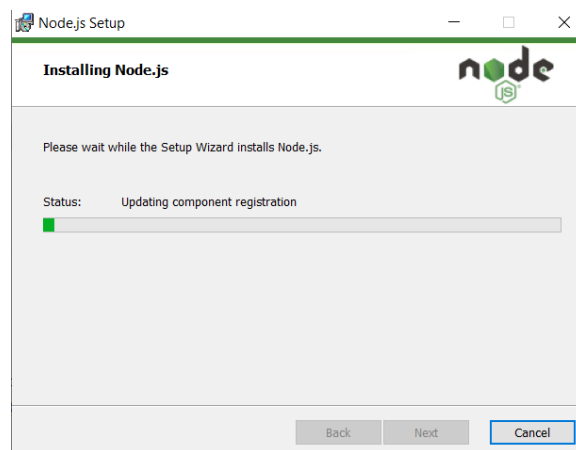 Node.js Setup
Installing Node.js
node
JS
Please wait while the Setup Wizard installs Node.js.
Status: Updating component registration
Back Next Cancel